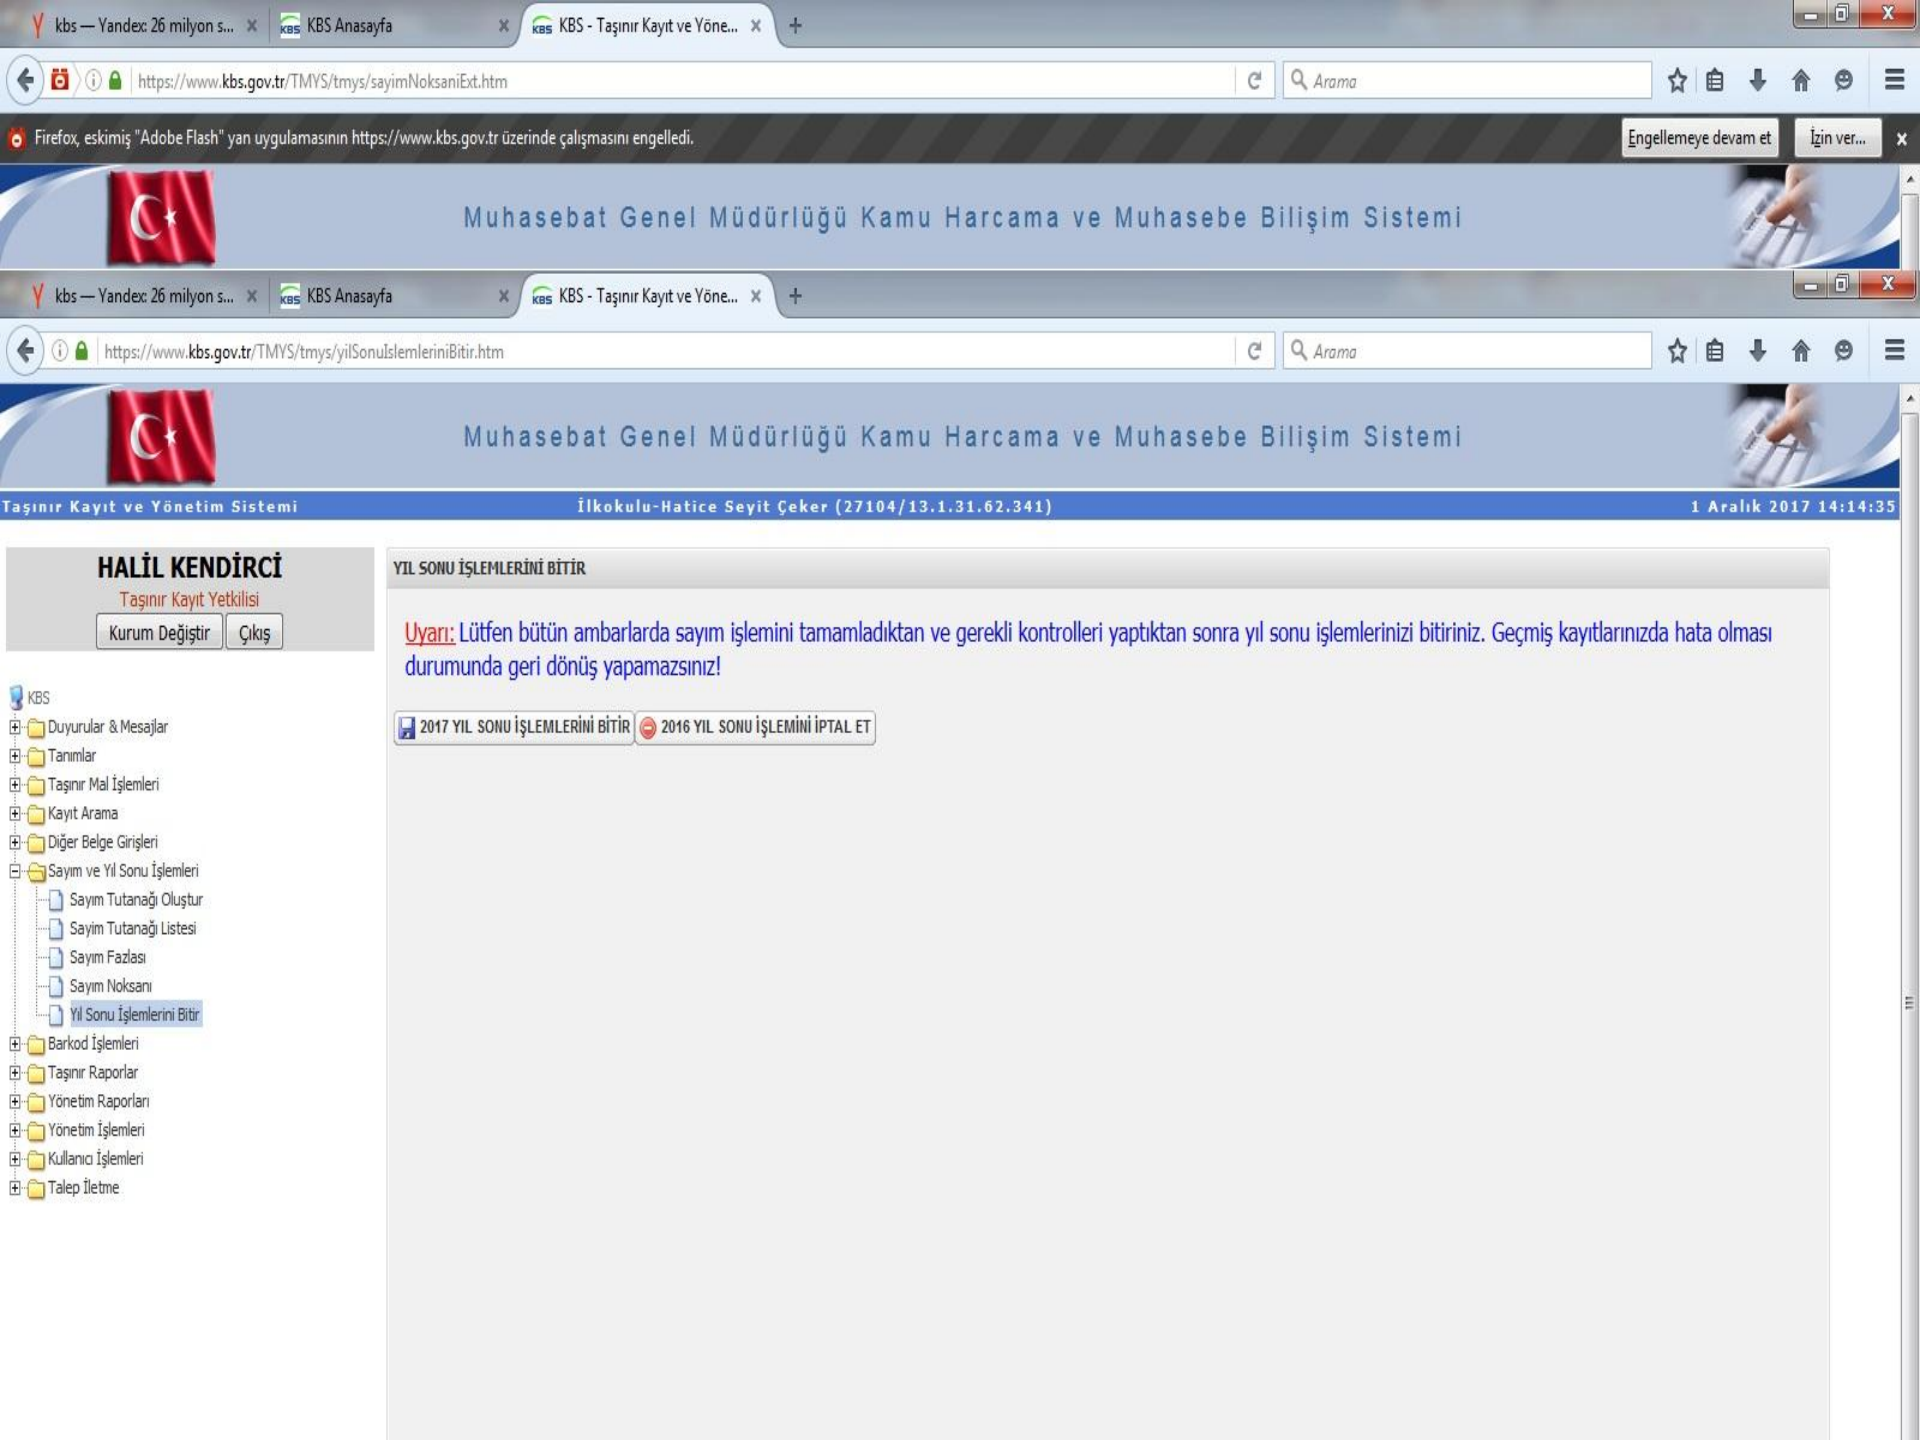 kbs — Yandex: 26 milyon s... KBS Anasayfa KBS - Taşınır Kayıt ve Yöne...
https://www.kbs.gov.tr/TMYS/tmys/sayimNoksaniExt.htm Arama
Firefox, eskimiş "Adobe Flash" yan uygulamasının https://www.kbs.gov.tr üzerinde çalışmasını engelledi. Engellemeye devam et İzin ver...
Muhasebat Genel Müdürlüğü Kamu Harcama ve Muhasebe Bilişim Sistemi
kbs — Yandex: 26 milyon s... KBS Anasayfa KBS - Taşınır Kayıt ve Yöne...
https://www.kbs.gov.tr/TMYS/tmys/yilSonuIslemleriniBitir.htm Arama
Muhasebat Genel Müdürlüğü Kamu Harcama ve Muhasebe Bilişim Sistemi
Taşınır Kayıt ve Yönetim Sistemi İlkokulu-Hatice Seyit Çeker (27104/13.1.31.62.341) 1 Aralık 2017 14:14:35
HALİL KENDİRCİ
Taşınır Kayıt Yetkilisi
Kurum Değiştir Çıkış
KBS
Duyurular & Mesajlar
Tanımlar
Taşınır Mal İşlemleri
Kayıt Arama
Diğer Belge Girişleri
Sayım ve Yıl Sonu İşlemleri
Sayım Tutanağı Oluştur
Sayim Tutanağı Listesi
Sayım Fazlası
Sayım Noksanı
Yıl Sonu İşlemlerini Bitir
Barkod İşlemleri
Taşınır Raporlar
Yönetim Raporları
Yönetim İşlemleri
Kullanıcı İşlemleri
Talep İletme
YIL SONU İŞLEMLERİNİ BİTİR
Uyarı: Lütfen bütün ambarlarda sayım işlemini tamamladıktan ve gerekli kontrolleri yaptıktan sonra yıl sonu işlemlerinizi bitiriniz. Geçmiş kayıtlarınızda hata olması
durumunda geri dönüş yapamazsınız!
2017 YIL SONU İŞLEMLERİNİ BİTİR 2016 YIL SONU İŞLEMİNİ İPTAL ET